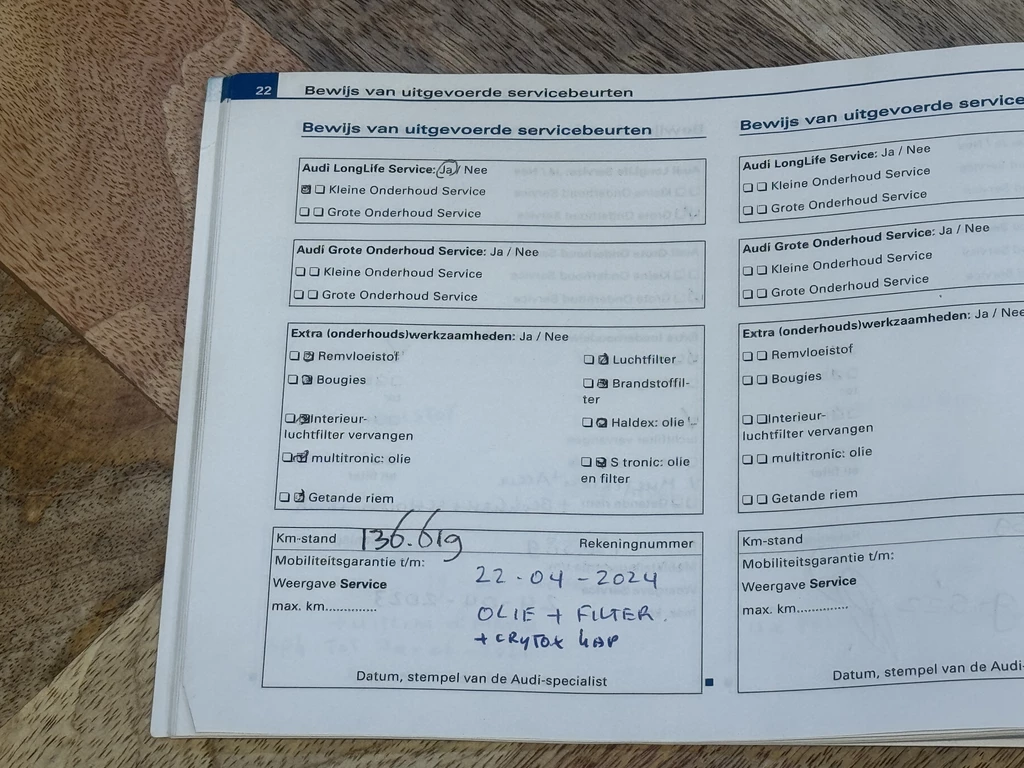 22 Bewijs van uitgevoerde servicebeurten
Bewijs van uitgevoerde servicebeurten
Audi LongLife Service: Ja / Nee
Kleine Onderhoud Service
Grote Onderhoud Service
Audi Grote Onderhoud Service: Ja / Nee
Kleine Onderhoud Service
Grote Onderhoud Service
Extra (onderhouds)werkzaamheden: Ja / Nee
Remvloeistof
Luchtfilter
Bougies
Brandstoffil-
ter
Interieur-
luchtfilter vervangen
Haldex: olie
multitronic: olie
S tronic: olie
en filter
Getande riem
Km-stand 136.619 Rekeningnummer
Mobiliteitsgarantie t/m:
Weergave Service
22-04-2024
max. km..............
OLIE + FILTER
+
Datum, stempel van de Audi-specialist
Bewijs van uitgevoerde service
Audi LongLife Service: Ja / Nee
Kleine Onderhoud Service
Grote Onderhoud Service
Audi Grote Onderhoud Service: Ja / Nee
Kleine Onderhoud Service
Grote Onderhoud Service
Extra (onderhouds)werkzaamheden: Ja / Nee
Remvloeistof
Bougies
Interieur-
luchtfilter vervangen
multitronic: olie
Getande riem
Km-stand
Mobiliteitsgarantie t/m:
Weergave Service
max. km..............
Datum, stempel van de Audi-